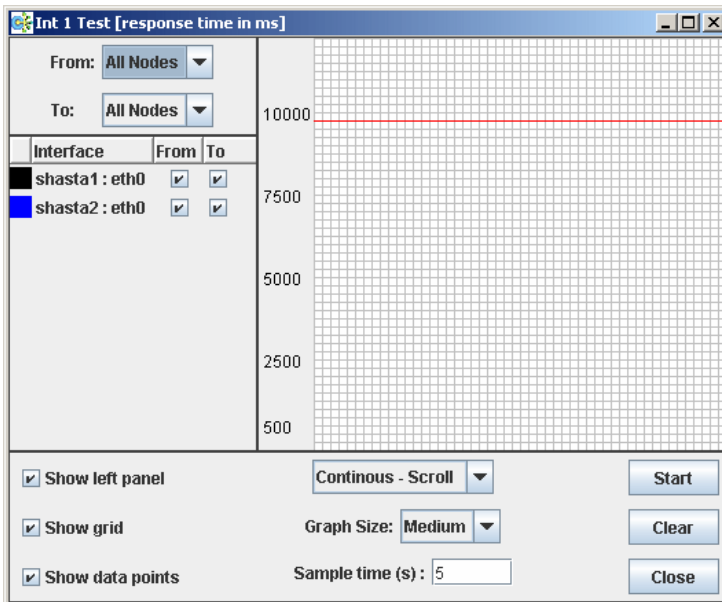 Int 1 Test [response time in ms]
From: All Nodes
To: All Nodes
Interface From To
shasta1 : eth0
shasta2 : eth0
10000
7500
5000
2500
500
Show left panel
Continous - Scroll
Start
Show grid
Graph Size: Medium
Clear
Show data points
Sample time (s) : 5
Close